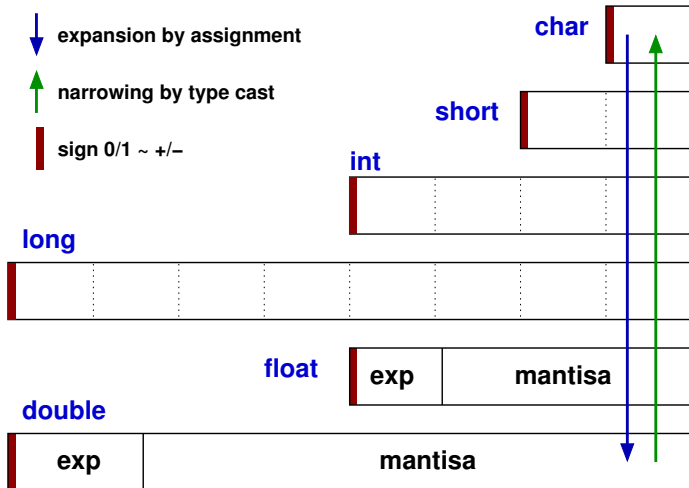 expansion by assignment
char
narrowing by type cast
short
sign 0/1 ~ +/−
int
long
float
exp
mantisa
double
exp
mantisa